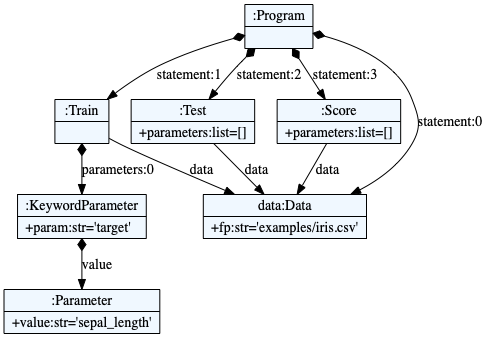 :Program
statement:1
statement:2
statement:3
:Train
:Test
+parameters:list=[]
:Score
+parameters:list=[]
statement:0
parameters:0
data
data
data
:KeywordParameter
+param:str='target'
data:Data
+fp:str='examples/iris.csv'
value
:Parameter
+value:str='sepal_length'